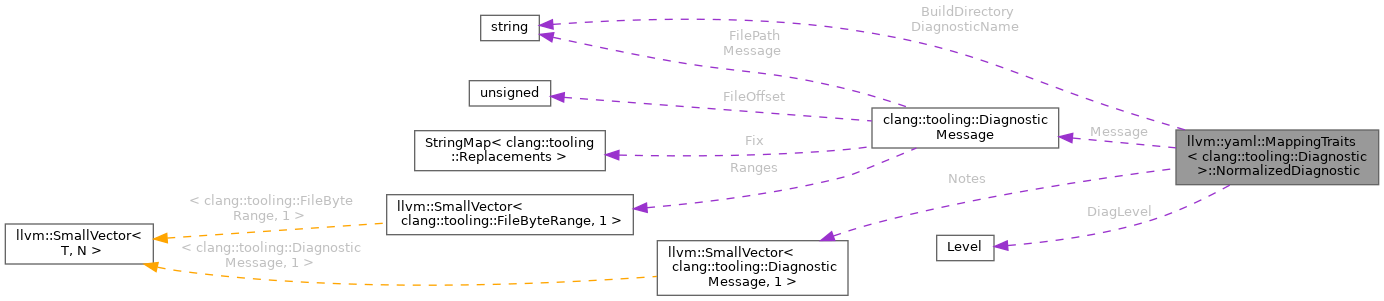 BuildDirectory
DiagnosticName
string
FilePath
Message
unsigned
FileOffset
clang::tooling::Diagnostic
Message
Message
llvm::yaml::MappingTraits
< clang::tooling::Diagnostic
>::NormalizedDiagnostic
StringMap< clang::tooling
::Replacements >
Fix
Ranges
Notes
llvm::SmallVector<
clang::tooling::FileByteRange, 1 >
< clang::tooling::FileByte
Range, 1 >
DiagLevel
llvm::SmallVector<
T, N >
< clang::tooling::Diagnostic
Message, 1 >
llvm::SmallVector<
clang::tooling::Diagnostic
Message, 1 >
Level